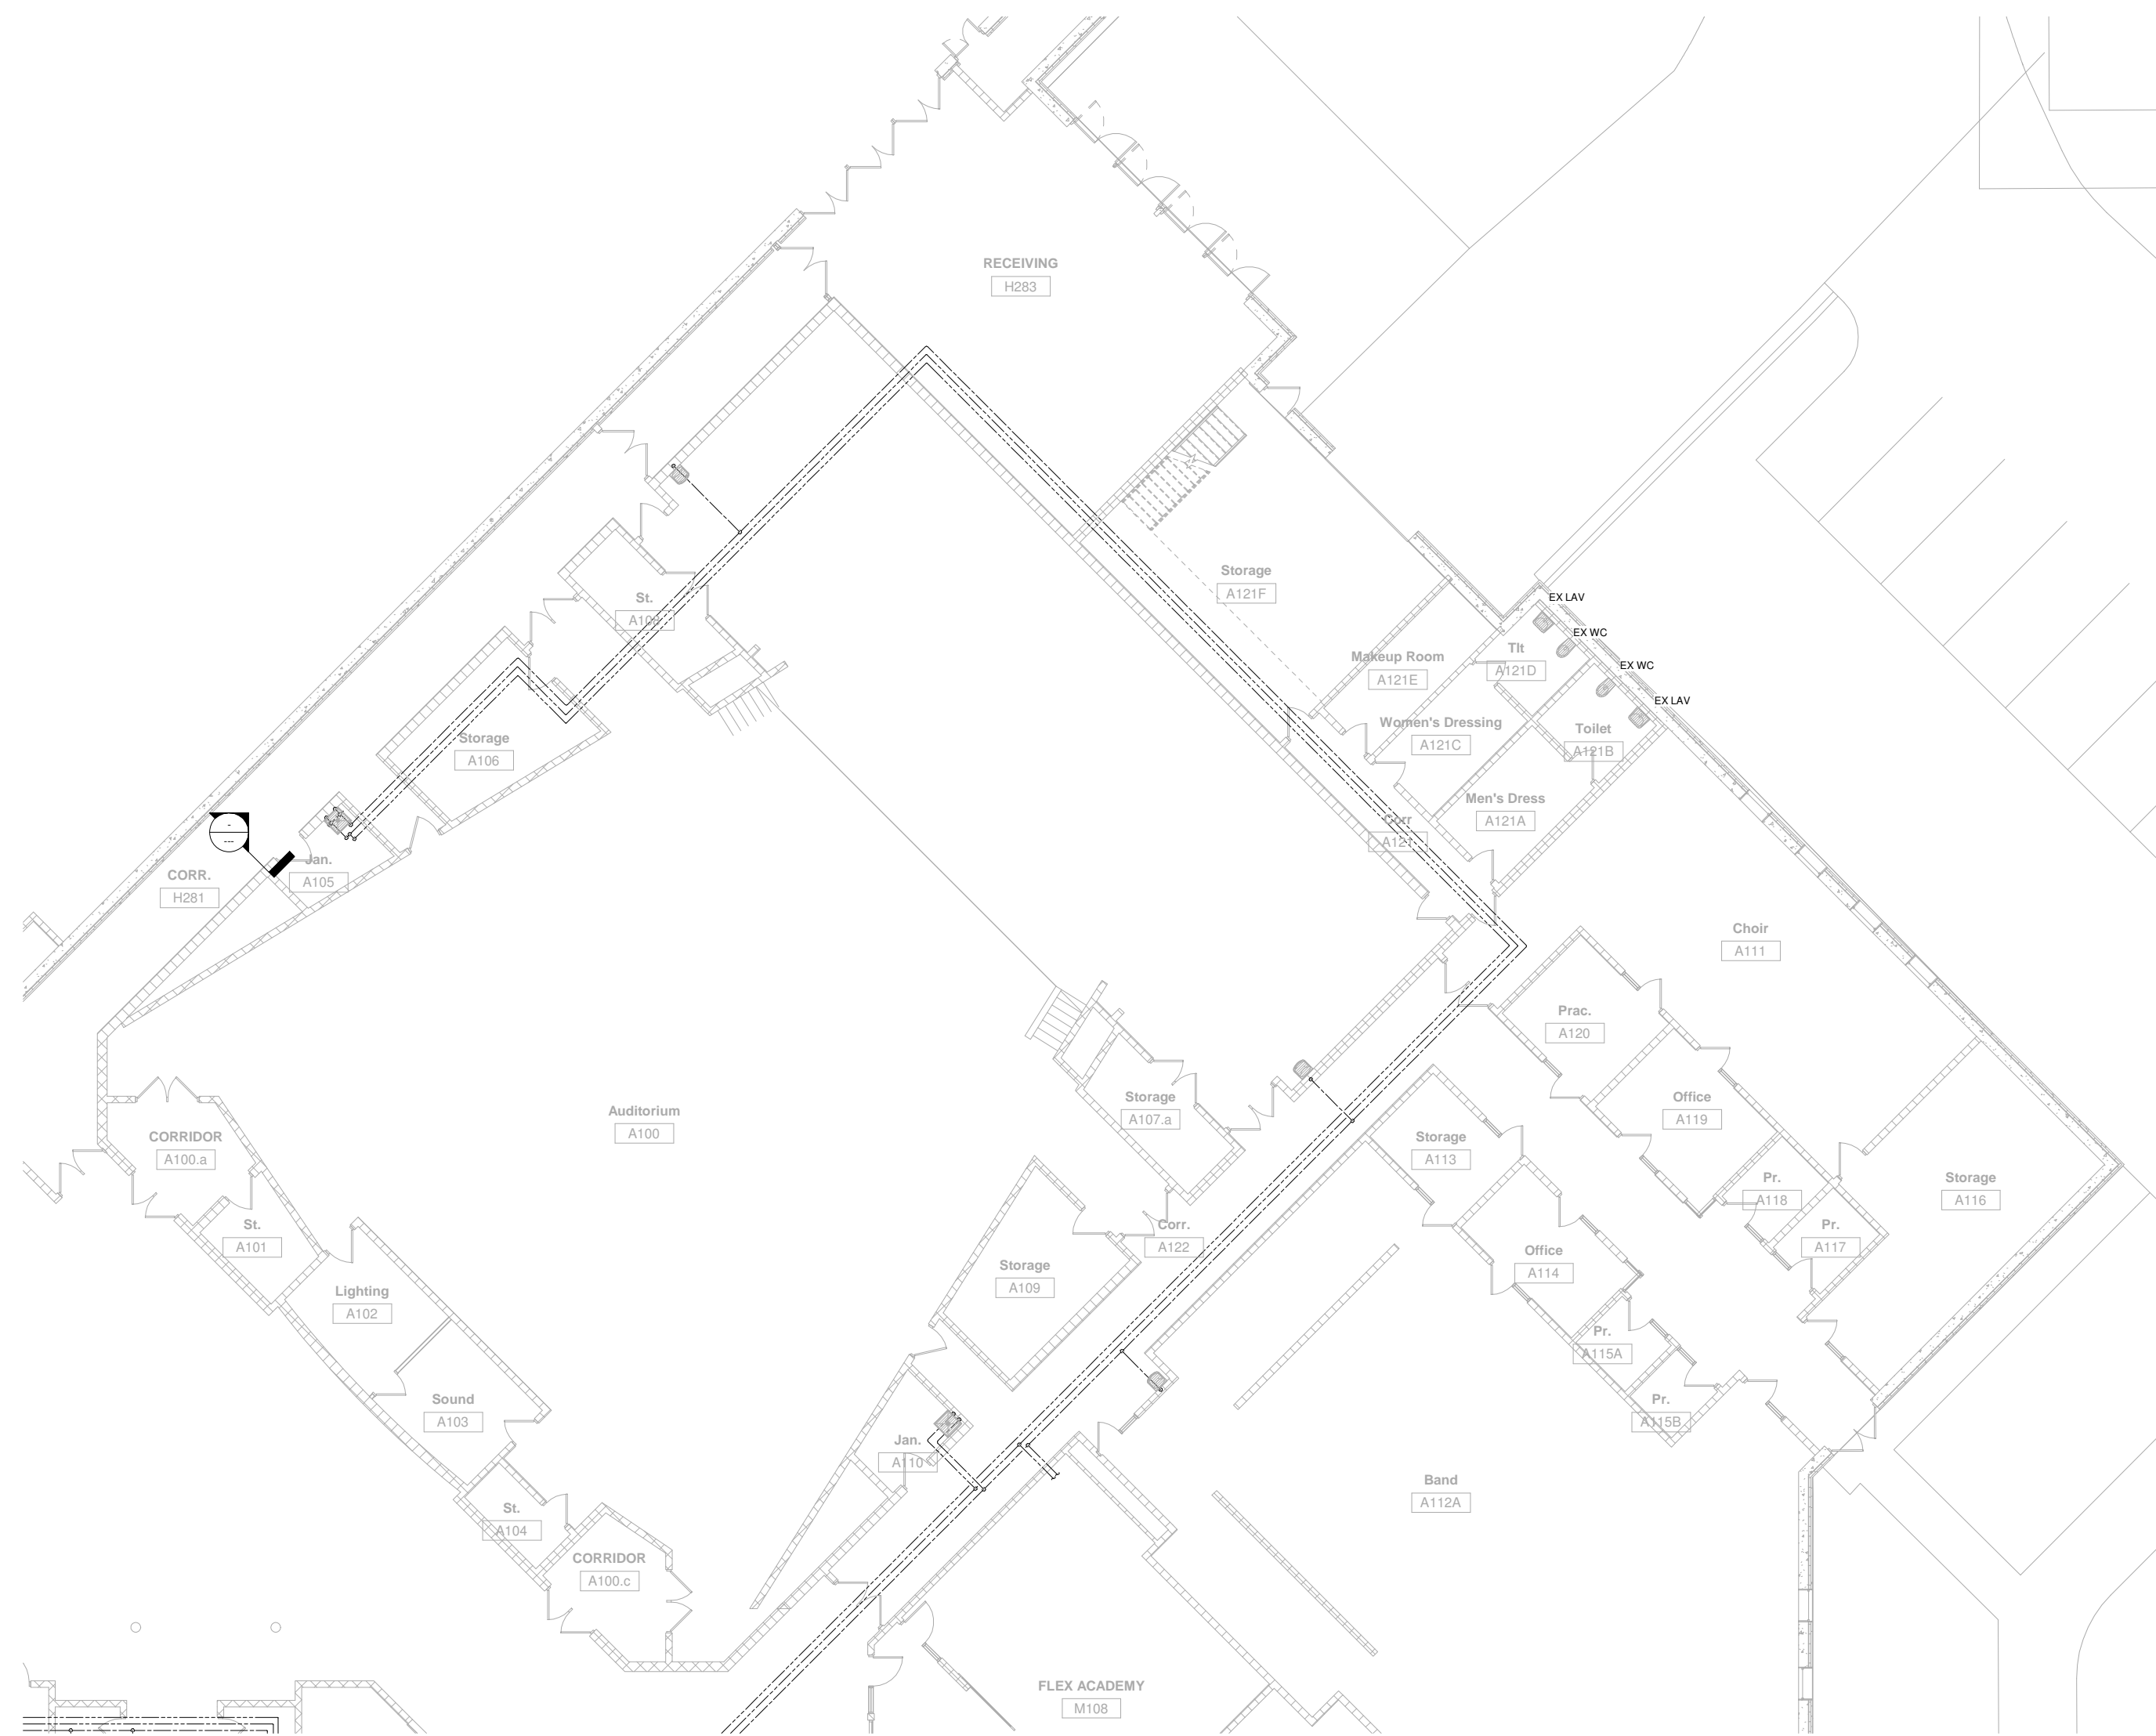 RECEIVING
H283
Storage
A121F
EX LAV
EX WC
EX WC
EX LAV
St.
Tlt
A121D
Makeup Room
A121E
Women's Dressing
A121C
Toilet
A121B
Storage
A106
Men's Dress
A121A
Corr
A121
-
---
Jan.
A105
CORR.
H281
Choir
A111
Prac.
A120
Storage
A107.a
Office
A119
Auditorium
A100
CORRIDOR
A100.a
Storage
A113
Pr.
A118
Storage
A116
St.
A101
Corr.
A122
Pr.
A117
Office
A114
Storage
A109
Lighting
A102
Pr.
A115A
Sound
A103
Pr.
A115B
Jan.
A110
Band
A112A
St.
A104
CORRIDOR
A100.c
FLEX ACADEMY
M108